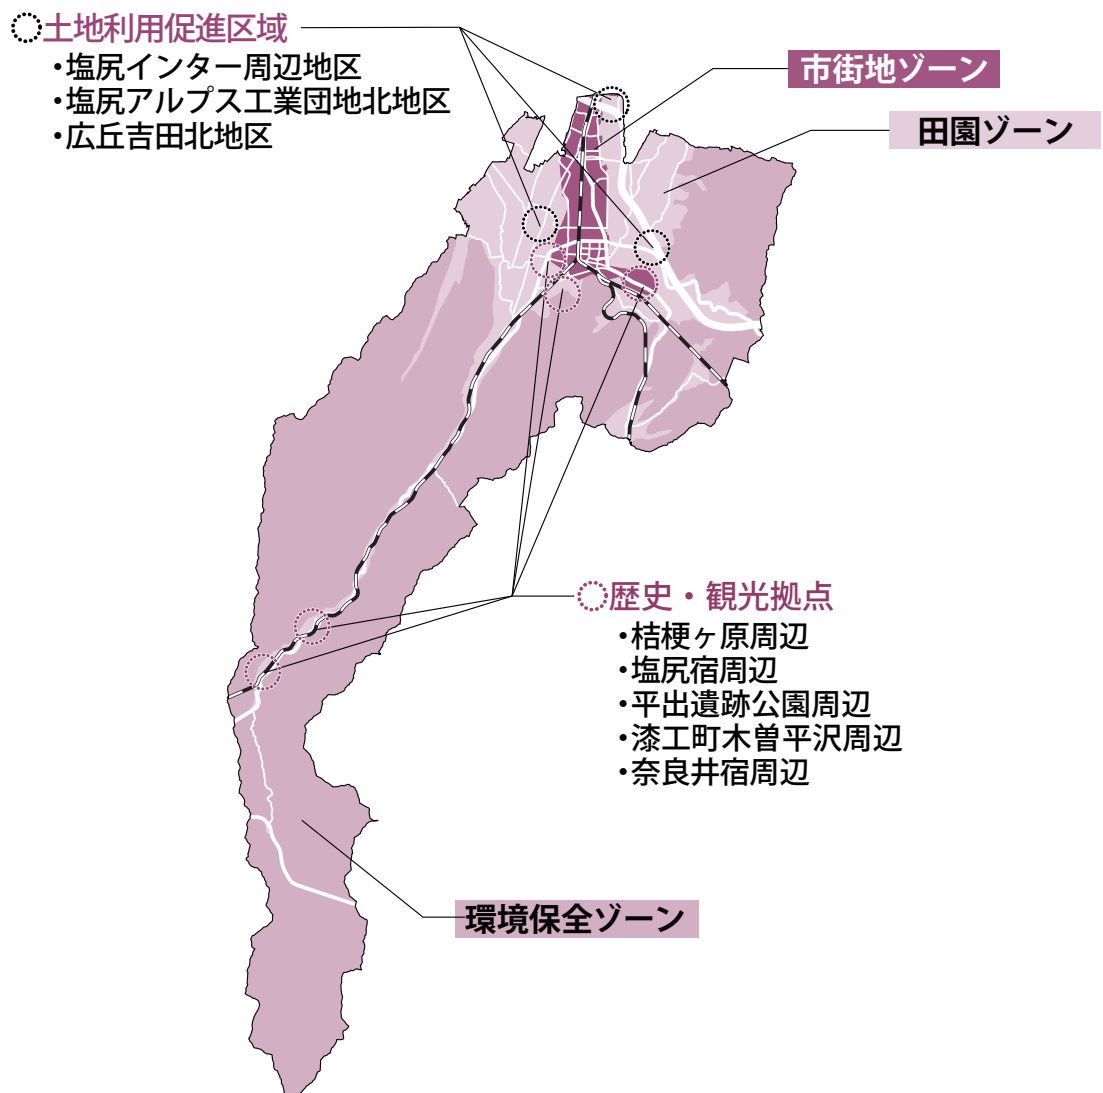 土地利用促進区域
・塩尻インター周辺地区
・塩尻アルプス工業団地北地区
・広丘吉田北地区
市街地ゾーン
田園ゾーン
歴史・観光拠点
・桔梗ヶ原周辺
・塩尻宿周辺
・平出遺跡公園周辺
・漆工町木曽平沢周辺
・奈良井宿周辺
環境保全ゾーン